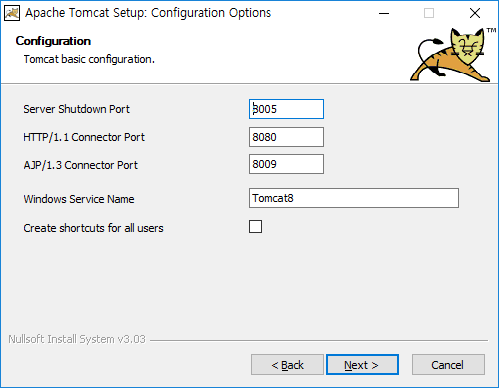 Apache Tomcat Setup: Configuration Options
Configuration
Tomcat basic configuration.
TM
Server Shutdown Port 8005
HTTP/1.1 Connector Port 8080
AJP/1.3 Connector Port 8009
Windows Service Name Tomcat8
Create shortcuts for all users
Nullsoft Install System v3.03
< Back Next > Cancel